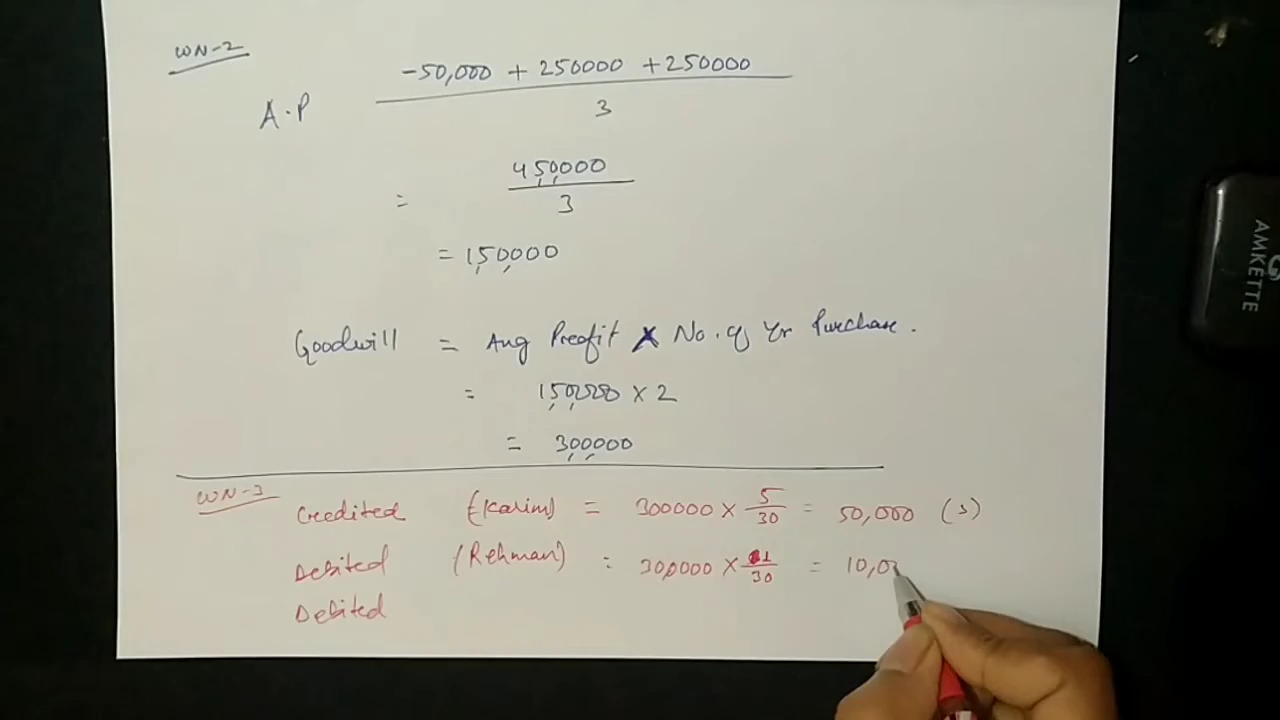 WN-2
-50,000 + 250000 + 250000
A.P
3
450000
=
3
= 150000
Goodwill = Avg Profit X No. of Yr Purchase.
= 150000 × 2
= 300000
WN-3
Credited (Karim) = 300000 × 5/30 = 50,000 (S)
Debited (Rehman) = 300000 × 1/30 = 10,00
Debited
AMKETTE